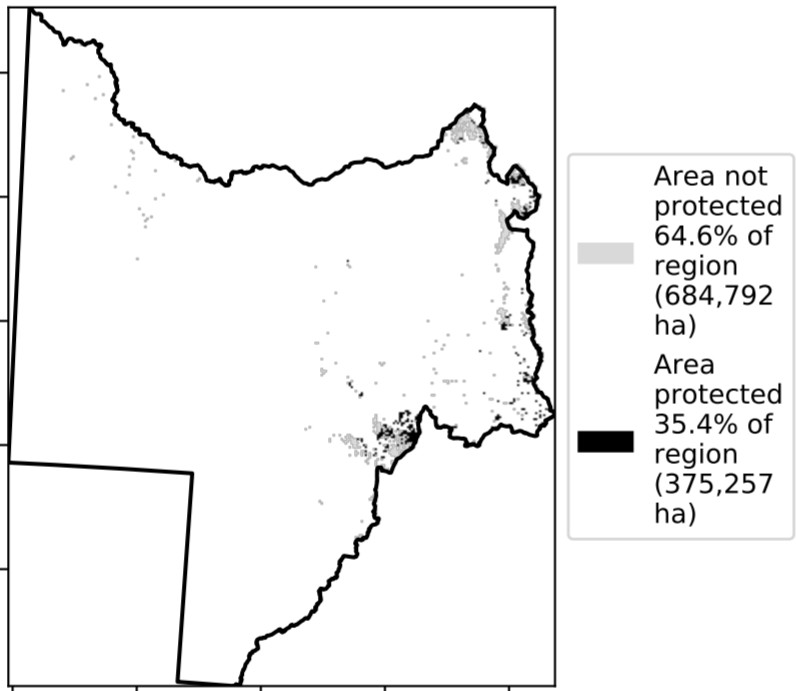 Area not
protected
64.6% of
region
(684,792
ha)
Area
protected
35.4% of
region
(375,257
ha)